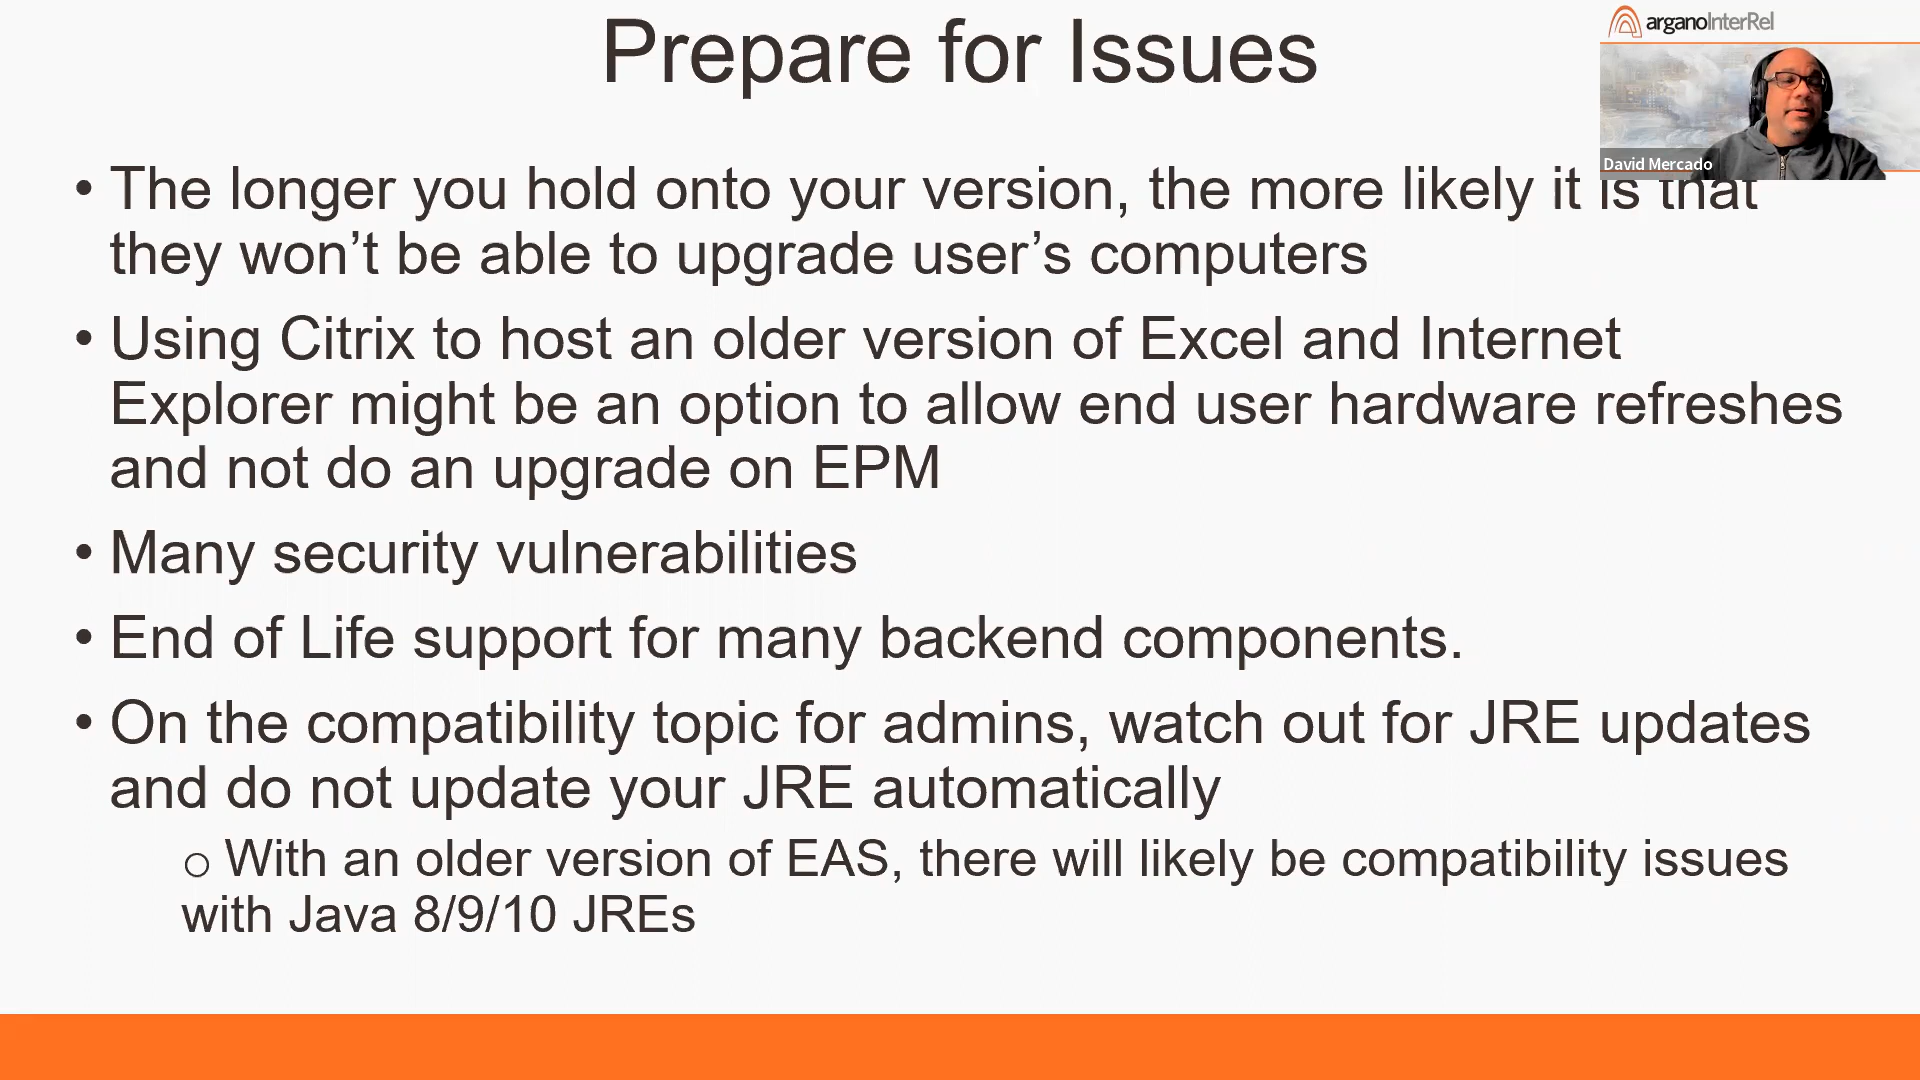 Prepare for Issues
arganoInterRel
David Mercado
• The longer you hold onto your version, the more likely it is that
they won’t be able to upgrade user’s computers
• Using Citrix to host an older version of Excel and Internet
Explorer might be an option to allow end user hardware refreshes
and not do an upgrade on EPM
• Many security vulnerabilities
• End of Life support for many backend components.
• On the compatibility topic for admins, watch out for JRE updates
and do not update your JRE automatically
o With an older version of EAS, there will likely be compatibility issues
with Java 8/9/10 JREs